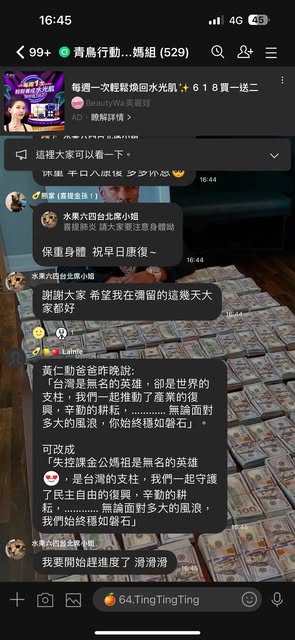 16:45
4G 45
99+ 青鳥行動...媽組 (529)
每週一次輕鬆煥回水光肌✨６１８買一送二
BeautyWa美麗娃
AD・瞭解詳情 >
這裡大家可以看一下。
保重 早日大康復 多多休息
16:44
熊掌 (喜提金孫！)
水果六四台北席小姐
喜提肺炎 請大家要注意身體呦
保重身體 祝早日康復~
16:44
水果六四台北席小姐
謝謝大家 希望我在彌留的這幾天大
家都好
16:44
1
Lainie
黃仁勳爸爸昨晚說:
「台灣是無名的英雄，卻是世界的
支柱，我們一起推動了產業的復
興，辛勤的耕耘，............ 無論面對
多大的風浪，你始終穩如磐石」。
可改成
「失控課金公媽祖是無名的英雄
，是台灣的支柱，我們一起守護
了民主自由的復興，辛勤的耕
耘，............ 無論面對多大的風浪，
我們始終穩如磐石」
16:45
水果六四台北席小姐
我要開始趕進度了 滑滑滑
16:45
64.TingTingTing